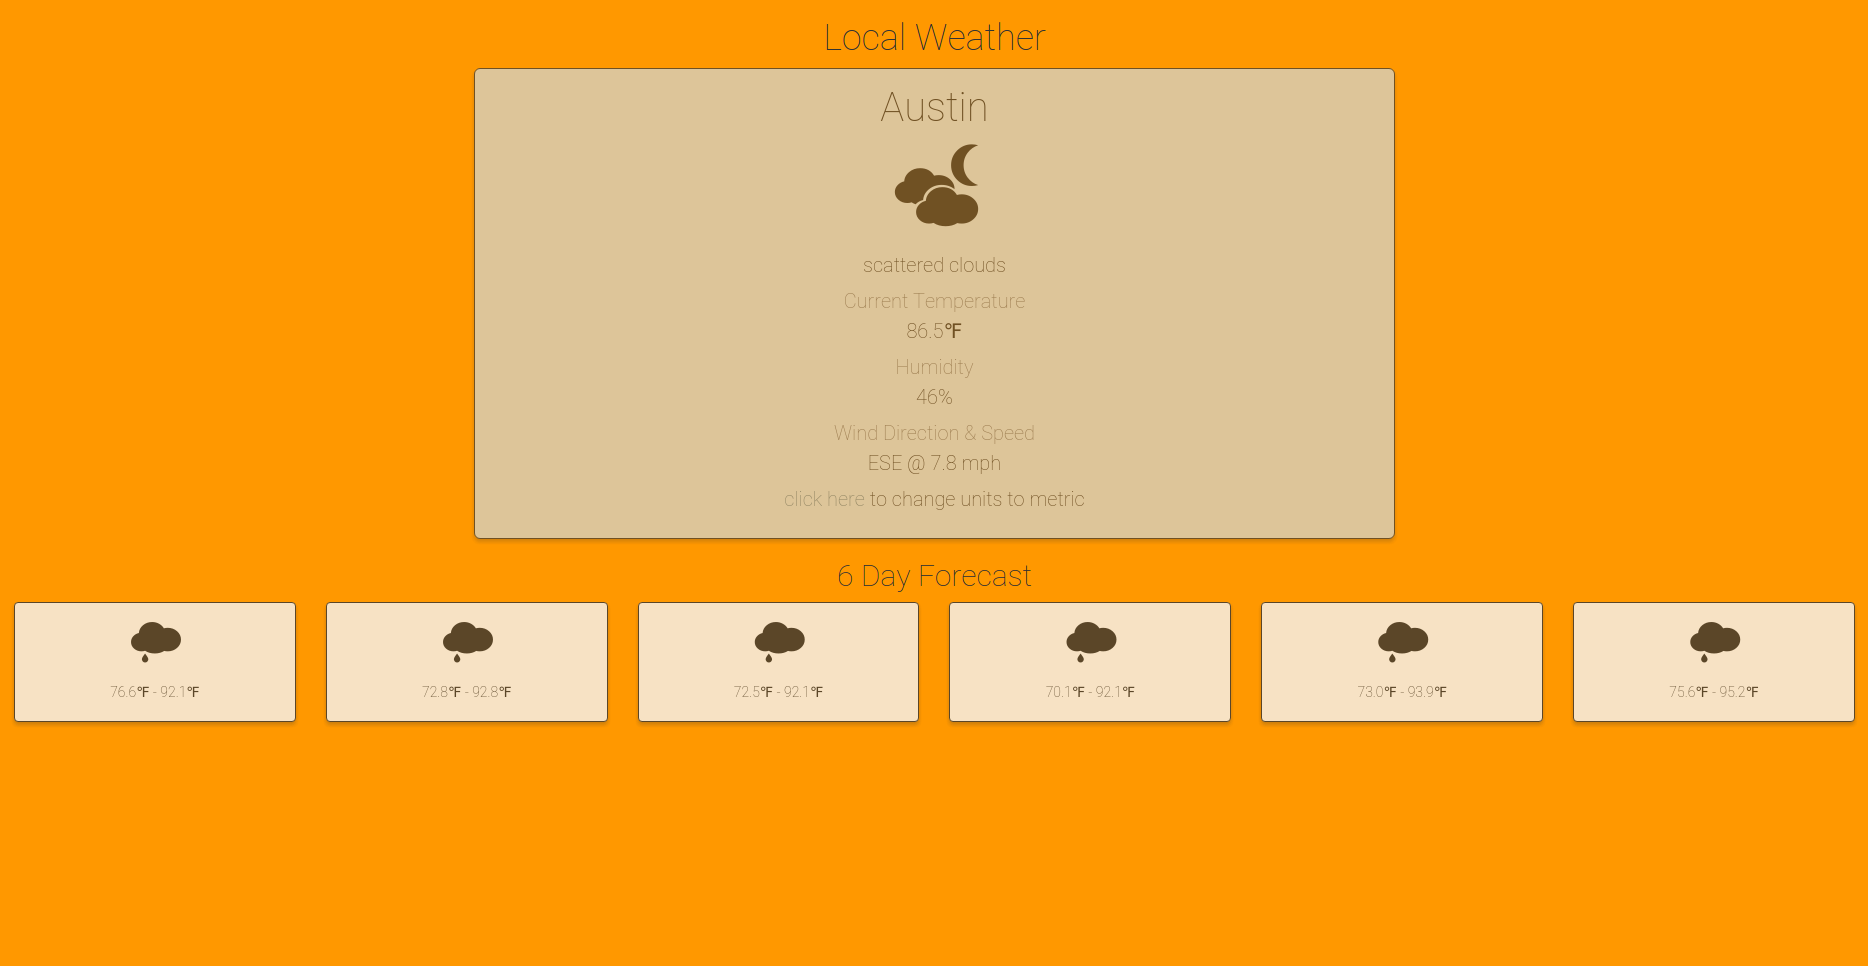 Local Weather
Austin
scattered clouds
Current Temperature
86.5°F
Humidity
46%
Wind Direction & Speed
ESE @ 7.8 mph
click here to change units to metric
6 Day Forecast
76.6°F - 92.1°F
72.8°F - 92.8°F
72.5°F - 92.1°F
70.1°F - 92.1°F
73.0°F - 93.9°F
75.6°F - 95.2°F